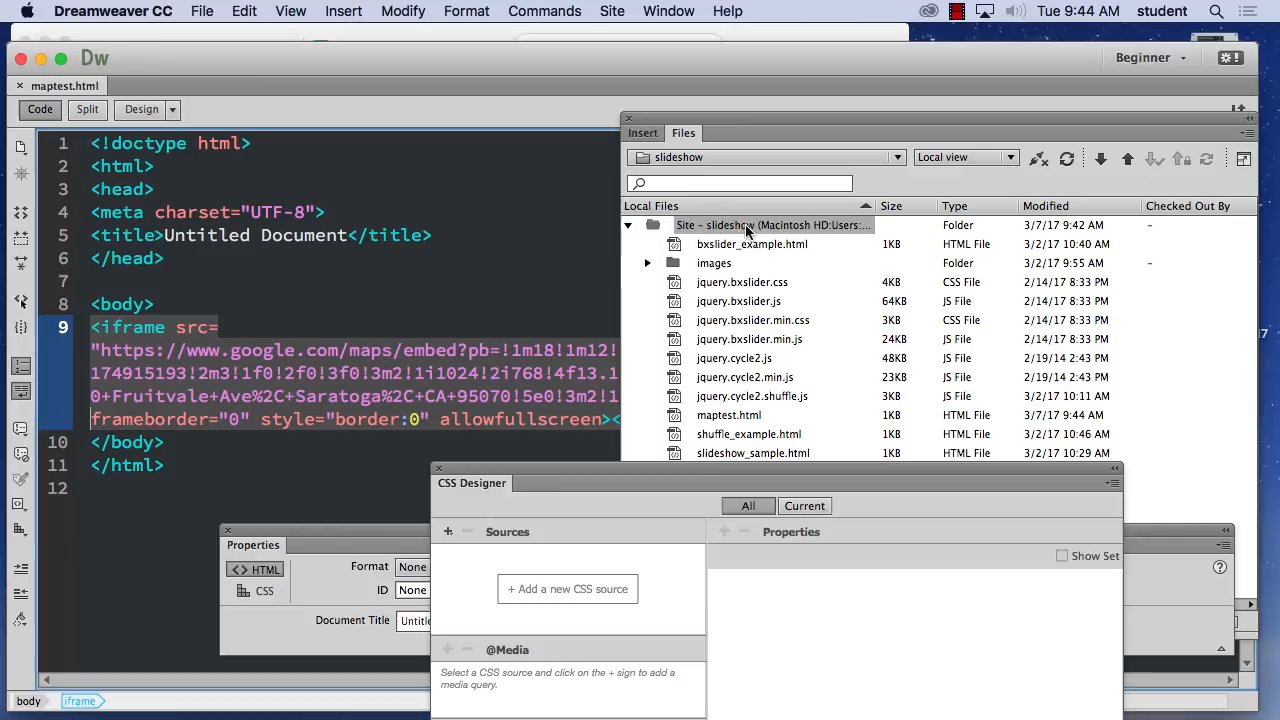 Dreamweaver CC File Edit View Insert Modify Format Commands Site Window Help Tue 9:44 AM student
Dw Beginner
× maptest.html
Code Split Design
Insert Files
slideshow Local view
Local Files Size Type Modified Checked Out By
Site – slideshow (Macintosh HD:Users:... Folder 3/7/17 9:42 AM –
bxslider_example.html 1KB HTML File 3/2/17 10:40 AM
images Folder 3/2/17 9:55 AM –
jquery.bxslider.css 4KB CSS File 2/14/17 8:33 PM
jquery.bxslider.js 64KB JS File 2/14/17 8:33 PM
jquery.bxslider.min.css 3KB CSS File 2/14/17 8:33 PM
jquery.bxslider.min.js 24KB JS File 2/14/17 8:33 PM
jquery.cycle2.js 48KB JS File 2/19/14 2:43 PM
jquery.cycle2.min.js 23KB JS File 2/19/14 2:43 PM
jquery.cycle2.shuffle.js 3KB JS File 3/2/17 10:11 AM
maptest.html 1KB HTML File 3/7/17 9:44 AM
shuffle_example.html 1KB HTML File 3/2/17 10:46 AM
slideshow_sample.html 1KB HTML File 3/2/17 10:29 AM
1 <!doctype html>
2 <html>
3 <head>
4 <meta charset="UTF-8">
5 <title>Untitled Document</title>
6 </head>
7
8 <body>
9 <iframe src=
"https://www.google.com/maps/embed?pb=!1m18!1m12!
174915193!2m3!1f0!2f0!3f0!3m2!1i1024!2i768!4f13.1
0+Fruitvale+Ave%2C+Saratoga%2C+CA+95070!5e0!3m2!1
frameborder="0" style="border:0" allowfullscreen><
10 </body>
11 </html>
12
CSS Designer
All Current
+ − Sources + − Properties
Show Set
+ Add a new CSS source
+ − @Media
Select a CSS source and click on the + sign to add a
media query.
Properties
<> HTML Format None
CSS ID None
Document Title Untitle
body iframe
17